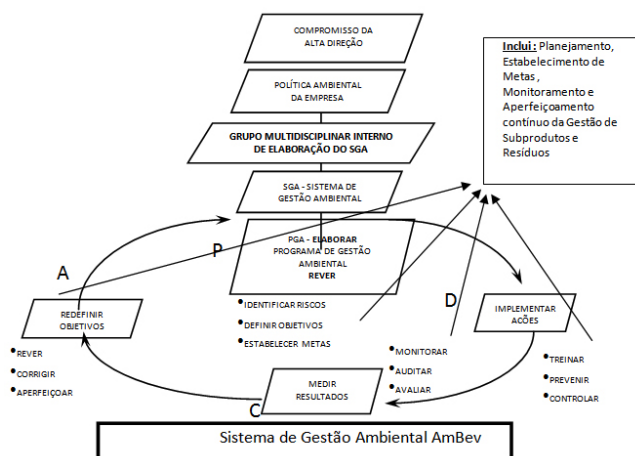 COMPROMISSO DA
ALTA DIREÇÃO
POLÍTICA AMBIENTAL
DA EMPRESA
GRUPO MULTIDISCIPLINAR INTERNO
DE ELABORAÇÃO DO SGA
SGA - SISTEMA DE
GESTÃO AMBIENTAL
PGA - ELABORAR
PROGRAMA DE GESTÃO
AMBIENTAL
REVER
Inclui : Planejamento,
Estabelecimento de
Metas ,
Monitoramento e
Aperfeiçoamento
contínuo da Gestão de
Subprodutos e
Resíduos
P
A
D
C
REDEFINIR
OBJETIVOS
•REVER
•CORRIGIR
•APERFEIÇOAR
•IDENTIFICAR RISCOS
•DEFINIR OBJETIVOS
•ESTABELECER METAS
IMPLEMENTAR
ACÕES
•TREINAR
•PREVENIR
•CONTROLAR
•MONITORAR
•AUDITAR
•AVALIAR
MEDIR
RESULTADOS
Sistema de Gestão Ambiental AmBev